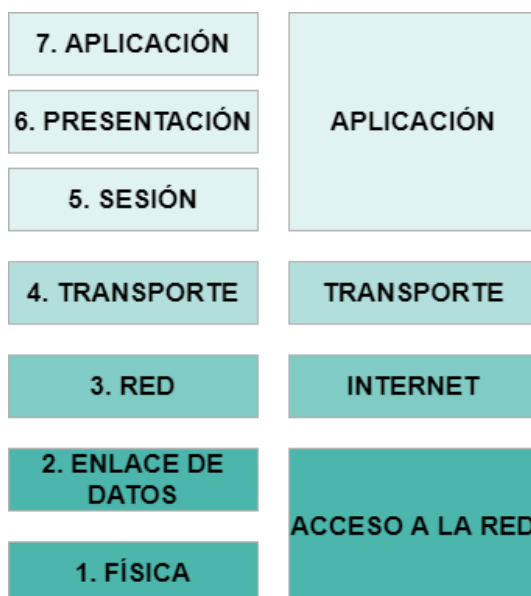 7. APLICACIÓN
6. PRESENTACIÓN
5. SESIÓN
4. TRANSPORTE
3. RED
2. ENLACE DE
DATOS
1. FÍSICA
APLICACIÓN
TRANSPORTE
INTERNET
ACCESO A LA RED